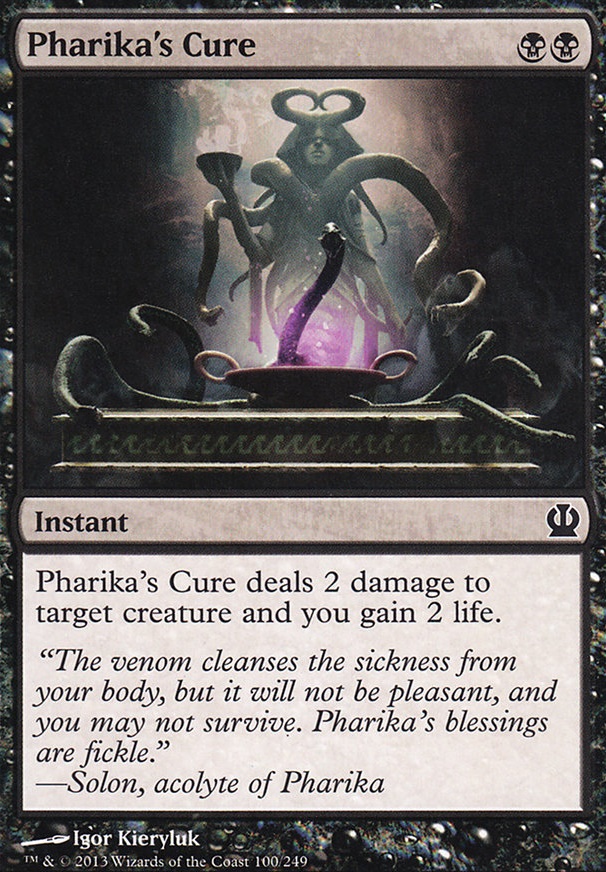 Pharika's Cure
Instant
Pharika's Cure deals 2 damage to
target creature and you gain 2 life.
“The venom cleanses the sickness from
your body, but it will not be pleasant, and
you may not survive. Pharika's blessings
are fickle.”
—Solon, acolyte of Pharika
Igor Kieryluk
™ & © 2013 Wizards of the Coast 100/249